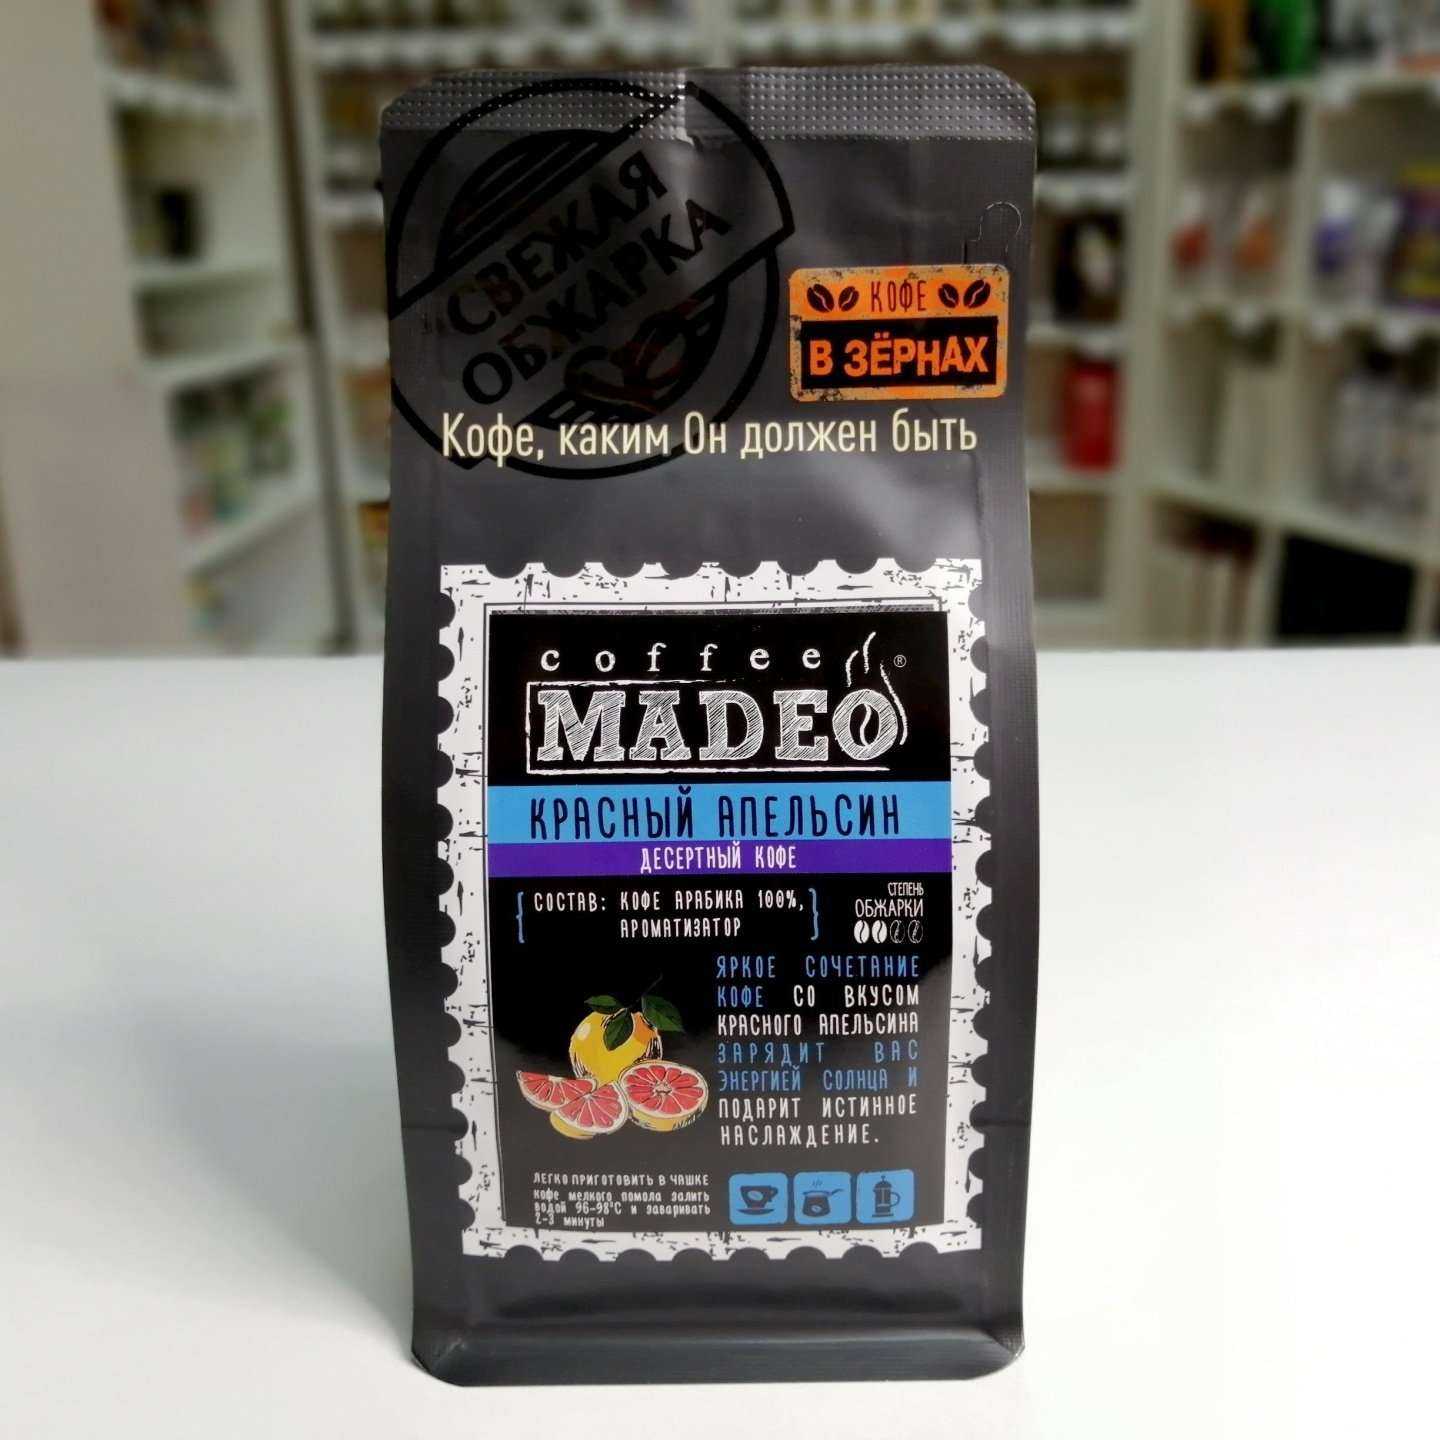 СВЕЖАЯ
ОБЖАРКА
КОФЕ
В ЗЁРНАХ
Кофе, каким Он должен быть
coffee
MADEO ®
КРАСНЫЙ АПЕЛЬСИН
ДЕСЕРТНЫЙ КОФЕ
{ СОСТАВ: КОФЕ АРАБИКА 100%,
АРОМАТИЗАТОР }
СТЕПЕНЬ
ОБЖАРКИ
ЯРКОЕ СОЧЕТАНИЕ
КОФЕ СО ВКУСОМ
КРАСНОГО АПЕЛЬСИНА
ЗАРЯДИТ ВАС
ЭНЕРГИЕЙ СОЛНЦА И
ПОДАРИТ ИСТИННОЕ
НАСЛАЖДЕНИЕ.
ЛЕГКО ПРИГОТОВИТЬ В ЧАШКЕ
кофе мелкого помола залить
водой 96-98°С и заваривать
2-3 минуты